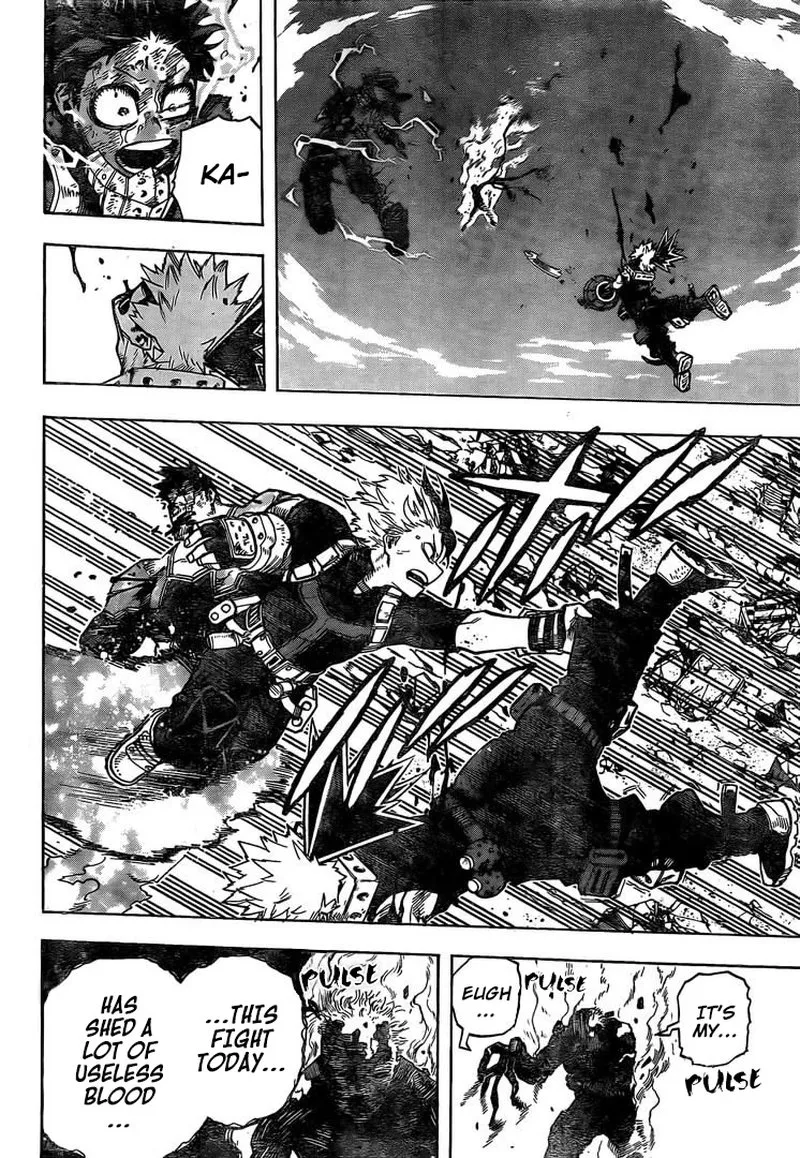 KA-
PULSE
IT'S
MY...
PULSE
EUGH
...
PULSE
...THIS
FIGHT
TODAY...
HAS
SHED A
LOT OF
USELESS
BLOOD
...